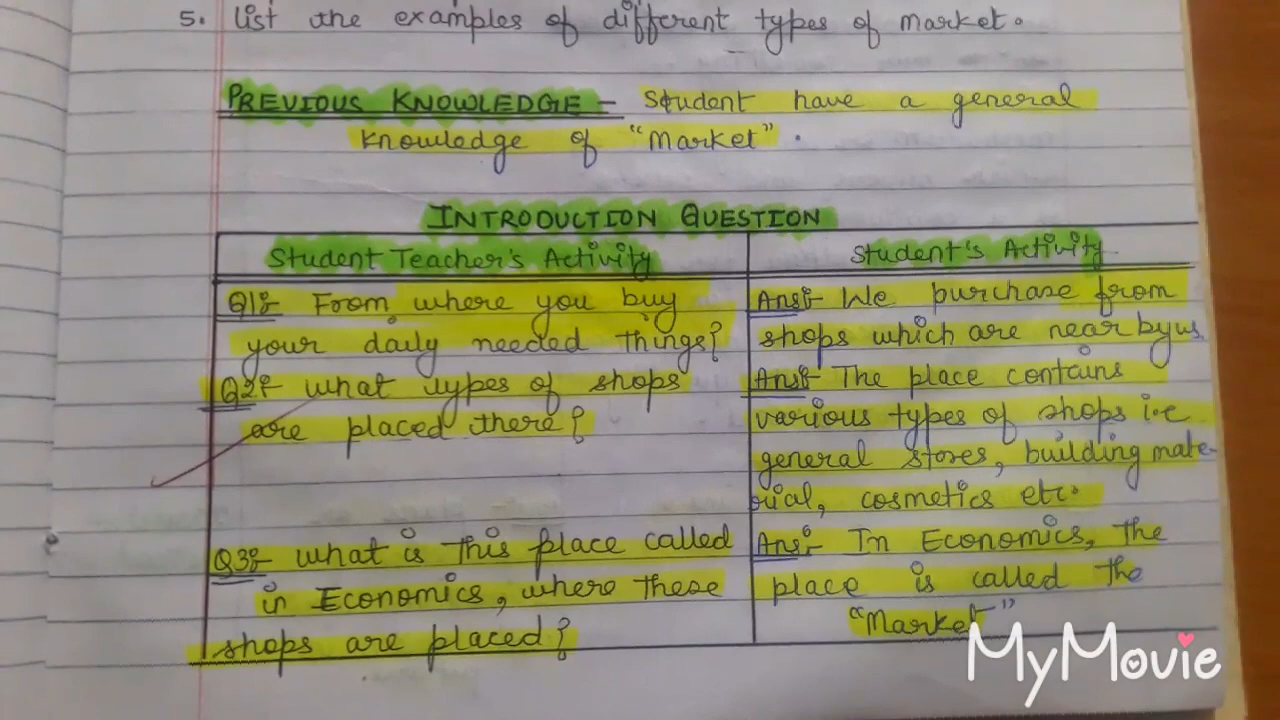 5. List the examples of different types of market.
PREVIOUS KNOWLEDGE - Student have a general
knowledge of "Market".
INTRODUCTION QUESTION
Student Teacher's Activity
Q1:- From where you buy
your daily needed things?
Q2:- What types of shops
are placed there?
Q3:- What is this place called
in Economics, where these
shops are placed?
Student's Activity
Ans:- We purchase from
shops which are near by us.
Ans:- The place contains
various types of shops i.e
general stores, building mate-
rial, cosmetics etc.
Ans:- In Economics, the
place is called the
"Market"
MyMovie